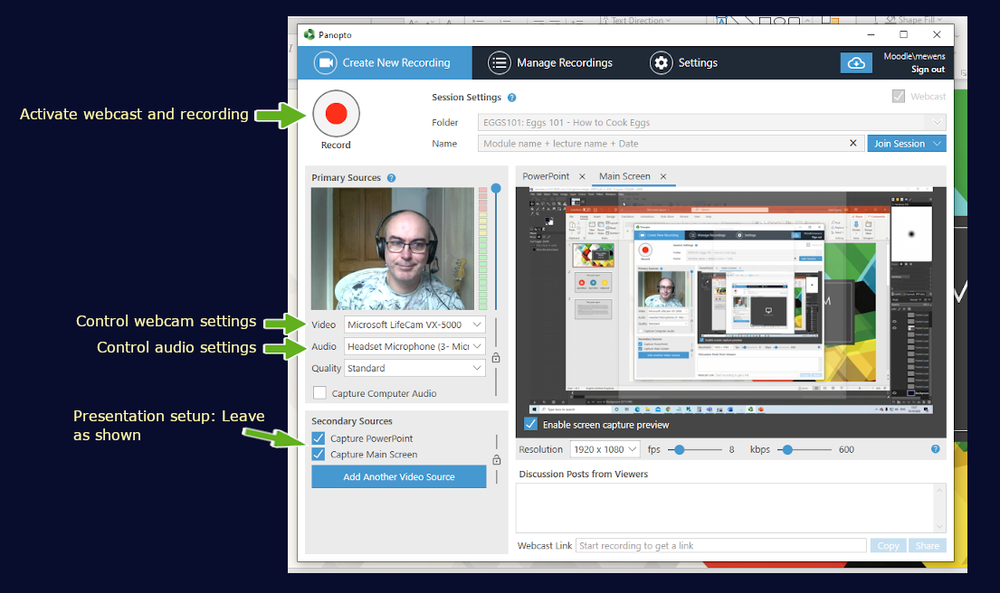 Text Direction
Shape Fill
Panopto
Create New Recording
Manage Recordings
Settings
Moodle\mewens
Sign out
Activate webcast and recording
Record
Session Settings
Webcast
Folder
EGGS101: Eggs 101 - How to Cook Eggs
Name
Module name + lecture name + Date
Join Session
Primary Sources
PowerPoint
Main Screen
Control webcam settings
Video
Microsoft LifeCam VX-5000
Control audio settings
Audio
Headset Microphone (3- Micr
Quality
Standard
Capture Computer Audio
Presentation setup: Leave
as shown
Secondary Sources
Capture PowerPoint
Capture Main Screen
Add Another Video Source
Enable screen capture preview
Resolution
1920 x 1080
fps
8
kbps
600
Discussion Posts from Viewers
Webcast Link
Start recording to get a link
Copy
Share